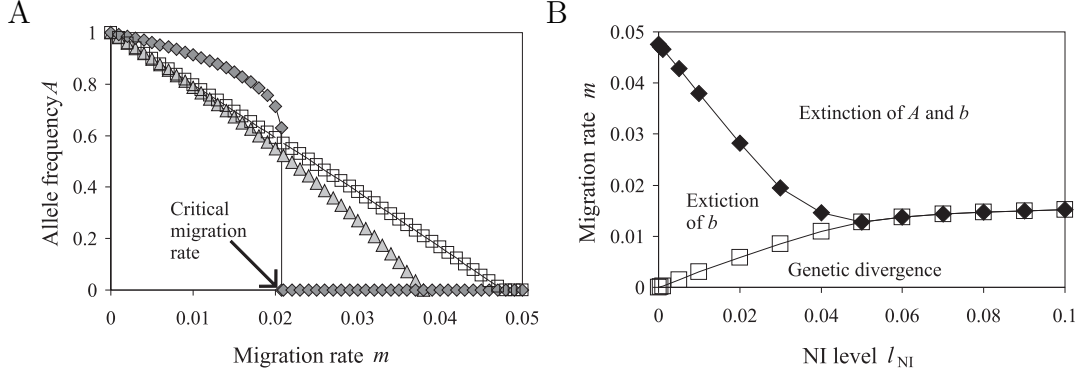 A
Allele frequency A
1
0.8
0.6
0.4
0.2
0
Critical
migration
rate
0 0.01 0.02 0.03 0.04 0.05
Migration rate m
B
Migration rate m
0.05
0.04
0.03
0.02
0.01
0
Extinction of A and b
Extiction
of b
Genetic divergence
0 0.02 0.04 0.06 0.08 0.1
NI level lNI